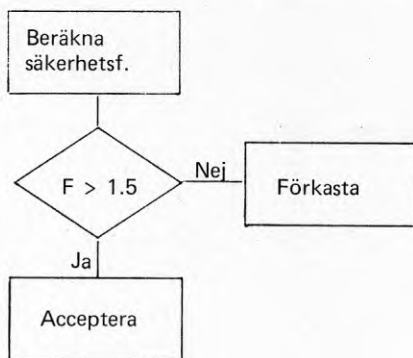 Beräkna
säkerhetsf.
F > 1.5
Nej
Förkasta
Ja
Acceptera